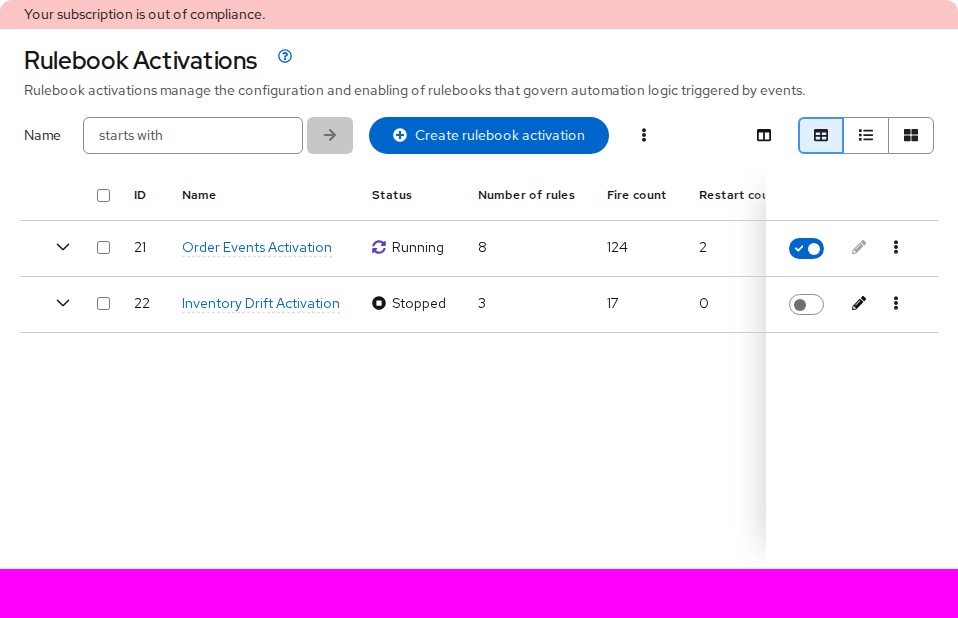 Your subscription is out of compliance.
Rulebook Activations
Rulebook activations manage the configuration and enabling of rulebooks that govern automation logic triggered by events.
Name starts with Create rulebook activation
ID Name Status Number of rules Fire count Restart
21 Order Events Activation Running 8 124 2
22 Inventory Drift Activation Stopped 3 17 0